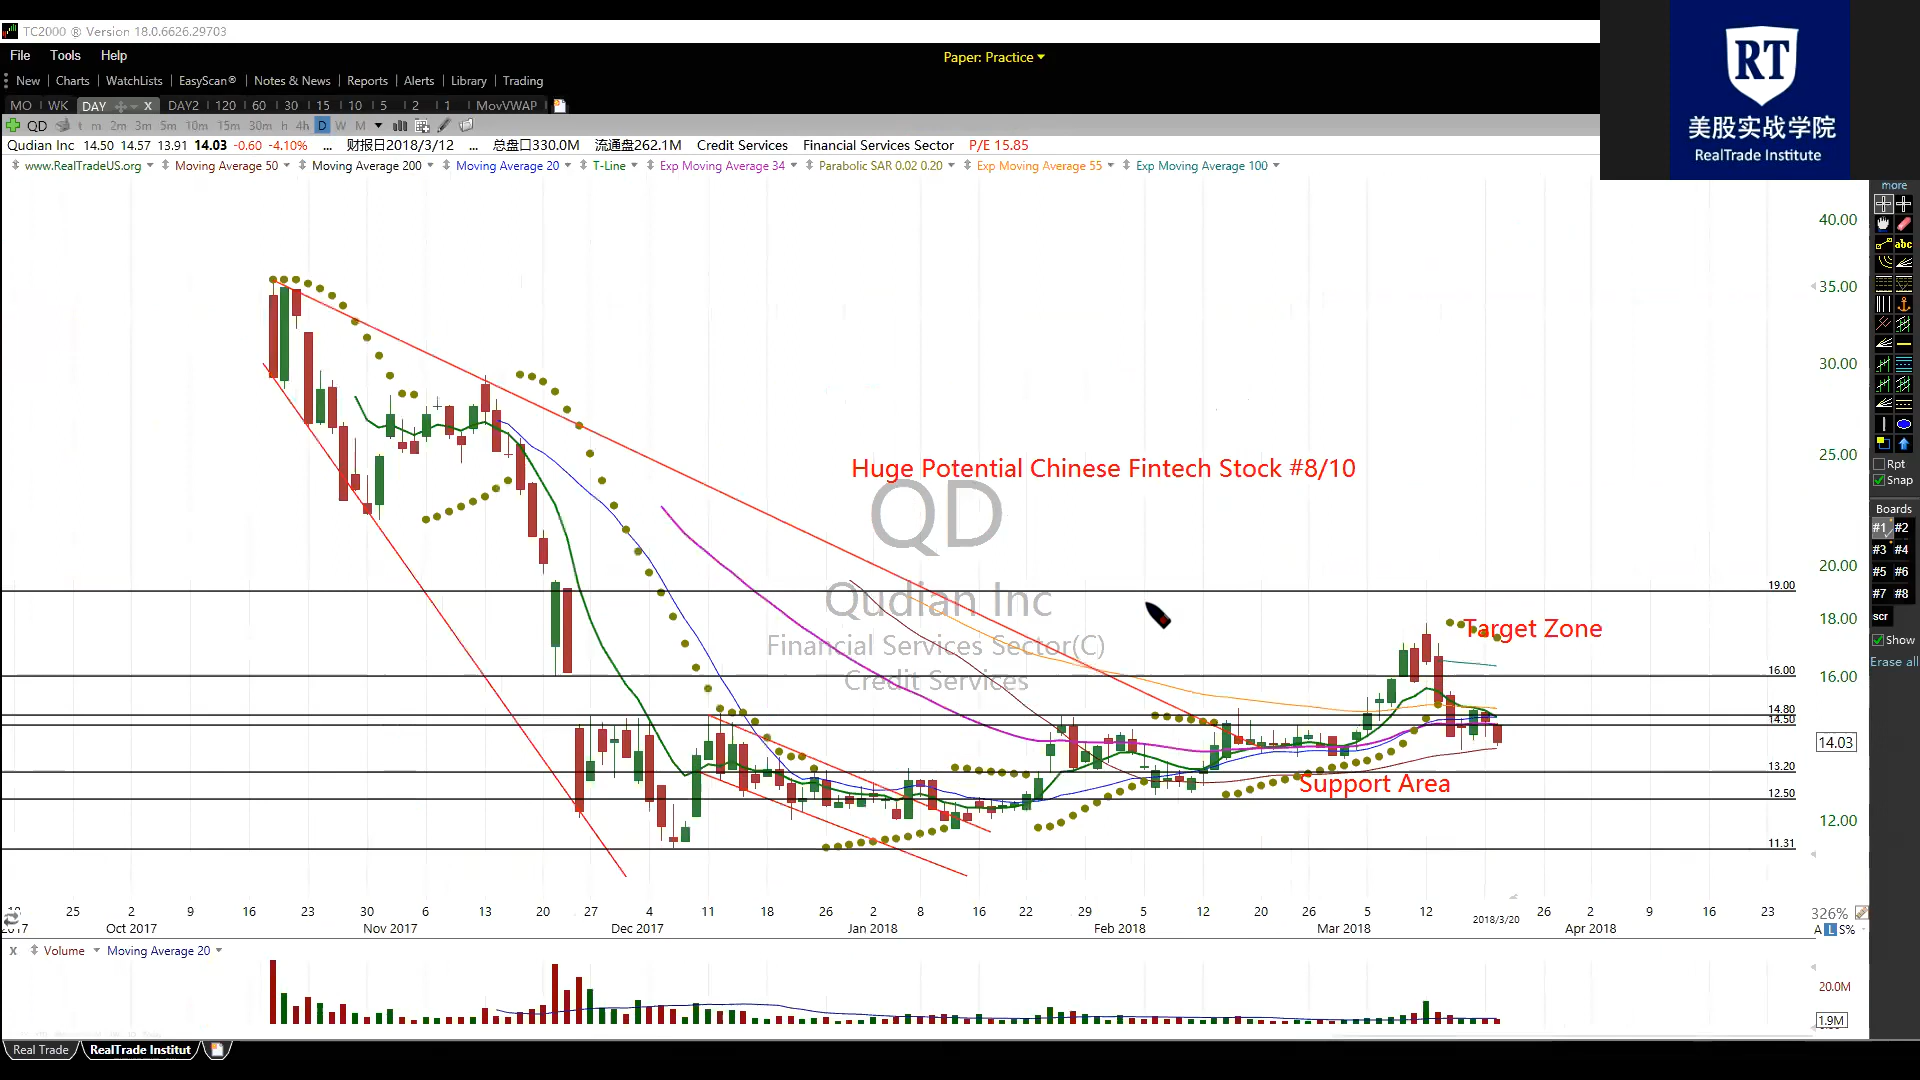 TC2000 ® Version 18.0.6626.29703
File Tools Help
Paper: Practice
New Charts WatchLists EasyScan® Notes & News Reports Alerts Library Trading
MO WK DAY X DAY2 120 60 30 15 10 5 2 1 MovVWAP
QD t m 2m 3m 5m 10m 15m 30m h 4h D W M
Qudian Inc 14.50 14.57 13.91 14.03 -0.60 -4.10% ... 财报日2018/3/12 ... 总盘口330.0M 流通盘262.1M Credit Services Financial Services Sector P/E 15.85
www.RealTradeUS.org Moving Average 50 Moving Average 200 Moving Average 20 T-Line Exp Moving Average 34 Parabolic SAR 0.02 0.20 Exp Moving Average 55 Exp Moving Average 100
RT
美股实战学院
RealTrade Institute
more
abc
Rpt
Snap
Boards
#1 #2
#3 #4
#5 #6
#7 #8
scr
Show
Erase all
40.00
35.00
30.00
25.00
20.00
18.00
16.00
14.03
12.00
Huge Potential Chinese Fintech Stock #8/10
QD
Qudian Inc
Financial Services Sector(C)
Credit Services
19.00
Target Zone
16.00
14.80
14.50
13.20
Support Area
12.50
11.31
25 2 9 16 23 30 6 13 20 27 4 11 18 26 2 8 16 22 29 5 12 20 26 5 12 2018/3/20 26 2 9 16 23 326%
Oct 2017 Nov 2017 Dec 2017 Jan 2018 Feb 2018 Mar 2018 Apr 2018 A L S%
X Volume Moving Average 20
20.0M
1.9M
Real Trade RealTrade Institut